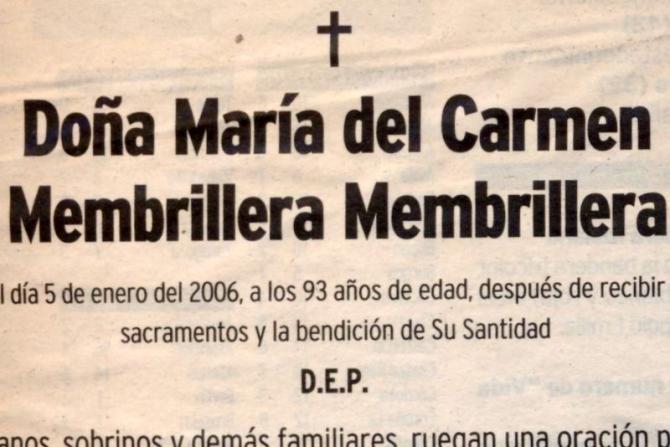 Doña María del Carmen
Membrillera Membrillera
l día 5 de enero del 2006, a los 93 años de edad, después de recibir
sacramentos y la bendición de Su Santidad
D.E.P.
anos, sobrinos y demás familiares, ruegan una oración p